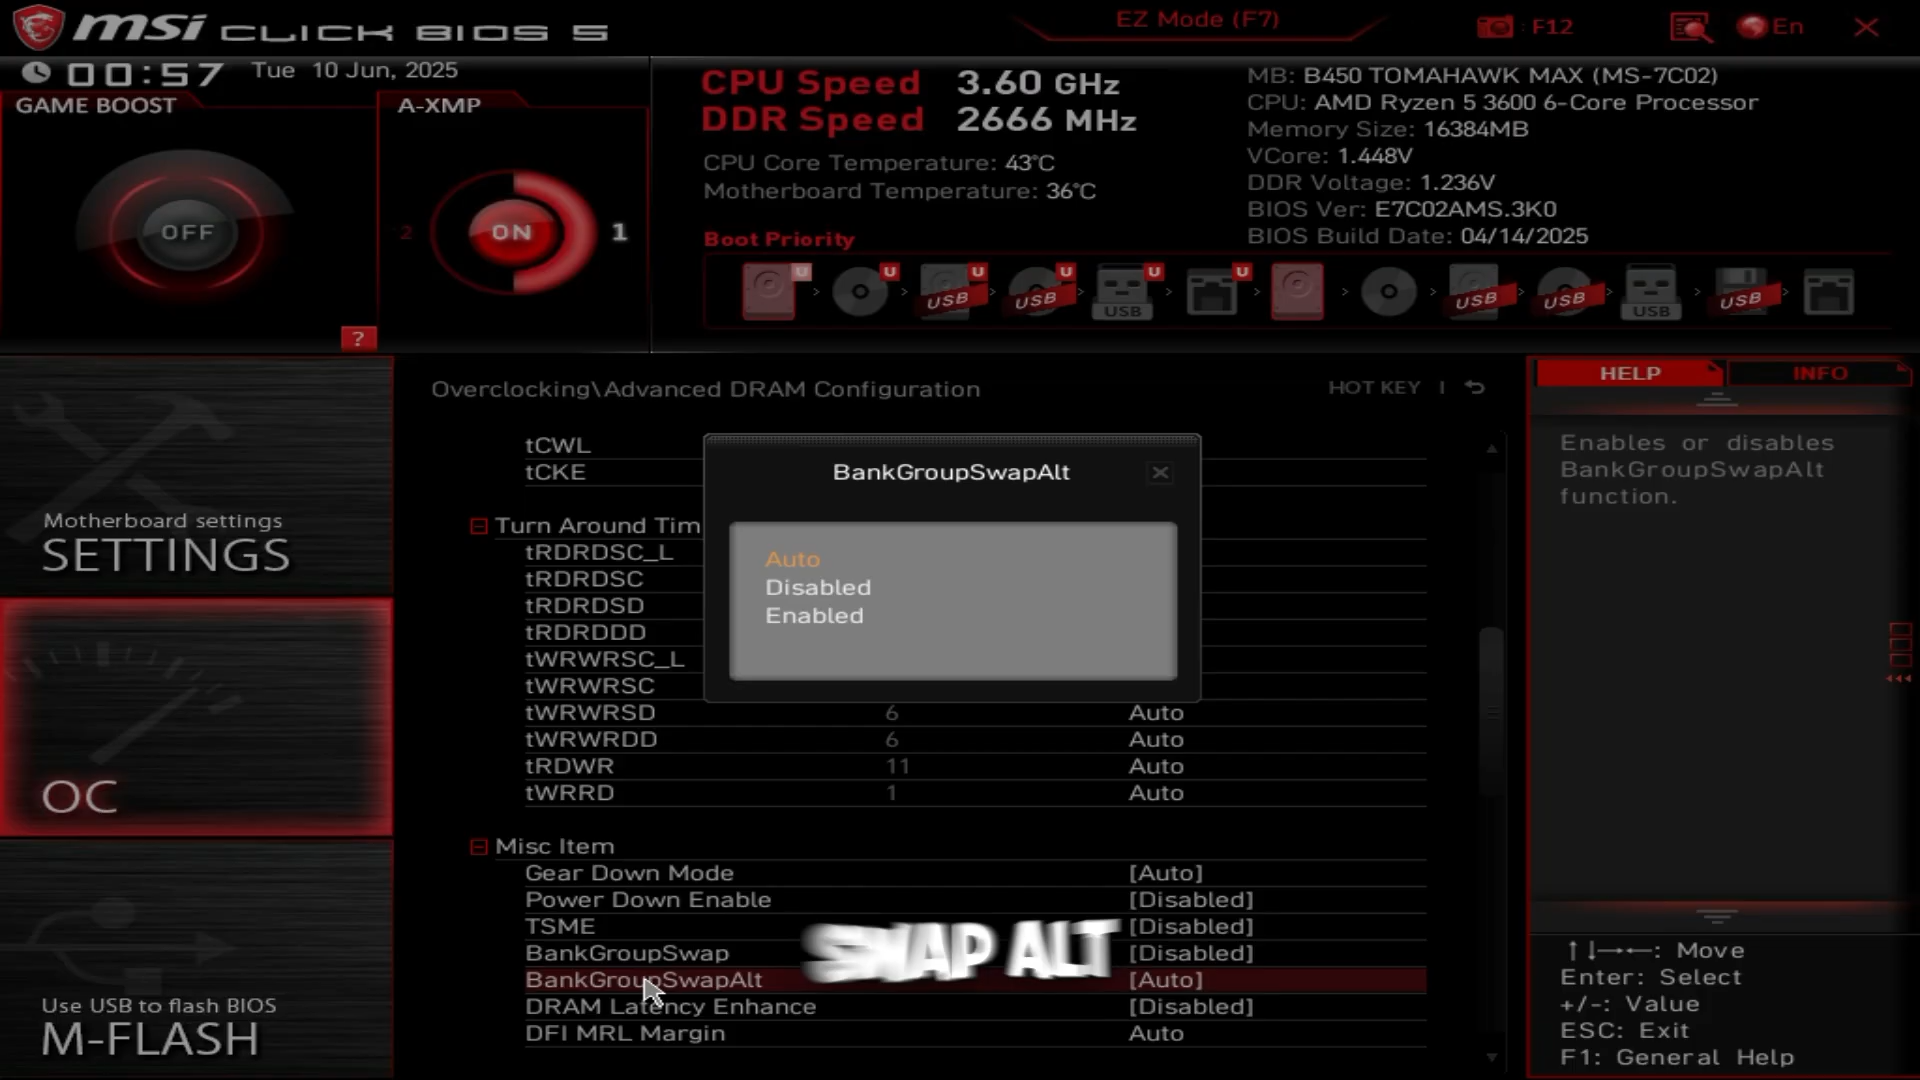 msi CLICK BIOS 5
EZ Mode (F7)
: F12
En
00:57 Tue 10 Jun, 2025
GAME BOOST
OFF
?
A-XMP
2
ON
1
CPU Speed 3.60 GHz
DDR Speed 2666 MHz
CPU Core Temperature: 43°C
Motherboard Temperature: 36°C
MB: B450 TOMAHAWK MAX (MS-7C02)
CPU: AMD Ryzen 5 3600 6-Core Processor
Memory Size: 16384MB
VCore: 1.448V
DDR Voltage: 1.236V
BIOS Ver: E7C02AMS.3K0
BIOS Build Date: 04/14/2025
Boot Priority
U U U U U U
USB USB USB USB USB USB USB
Motherboard settings
SETTINGS
OC
Use USB to flash BIOS
M-FLASH
Overclocking\Advanced DRAM Configuration
HOT KEY |
tCWL
tCKE
Turn Around Tim
tRDRDSC_L
tRDRDSC
tRDRDSD
tRDRDDD
tWRWRSC_L
tWRWRSC
tWRWRSD 6 Auto
tWRWRDD 6 Auto
tRDWR 11 Auto
tWRRD 1 Auto
Misc Item
Gear Down Mode [Auto]
Power Down Enable [Disabled]
TSME [Disabled]
BankGroupSwap [Disabled]
BankGroupSwapAlt [Auto]
DRAM Latency Enhance [Disabled]
DFI MRL Margin Auto
SWAP ALT
BankGroupSwapAlt
Auto
Disabled
Enabled
HELP
INFO
Enables or disables
BankGroupSwapAlt
function.
↑↓→←: Move
Enter: Select
+/-: Value
ESC: Exit
F1: General Help